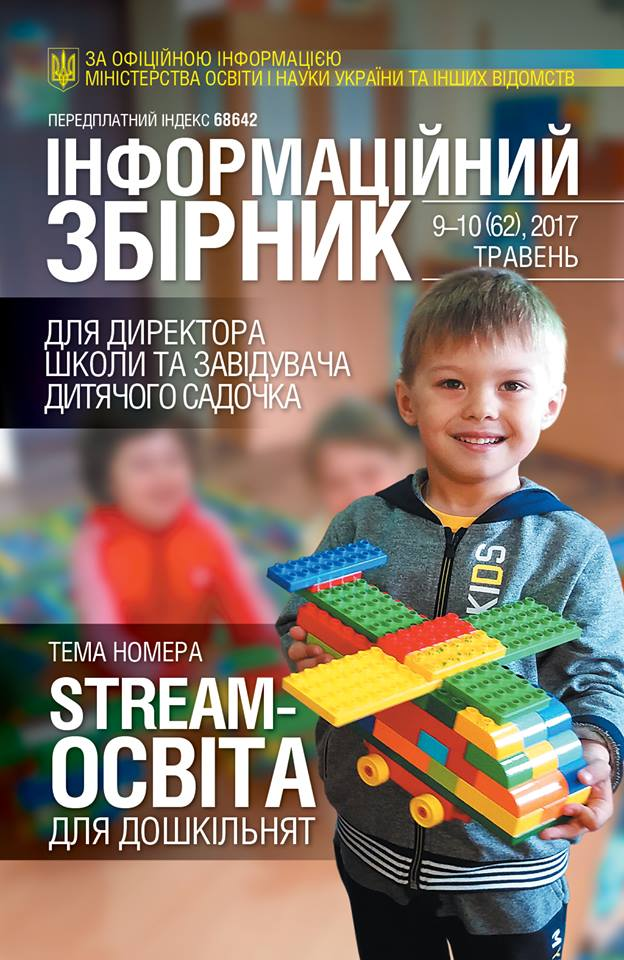 ЗА ОФІЦІЙНОЮ ІНФОРМАЦІЄЮ
МІНІСТЕРСТВА ОСВІТИ І НАУКИ УКРАЇНИ ТА ІНШИХ ВІДОМСТВ
ПЕРЕДПЛАТНИЙ ІНДЕКС 68642
ІНФОРМАЦІЙНИЙ
ЗБІРНИК
9–10 (62), 2017
ТРАВЕНЬ
ДЛЯ ДИРЕКТОРА
ШКОЛИ ТА ЗАВІДУВАЧА
ДИТЯЧОГО САДОЧКА
KIDS
ТЕМА НОМЕРА
STREAM-
ОСВІТА
ДЛЯ ДОШКІЛЬНЯТ